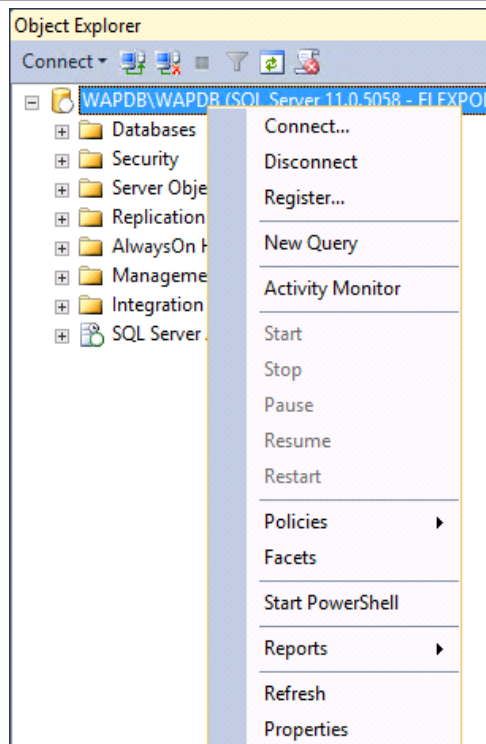 Object Explorer
Connect
WAPDB\WAPDB (SQL Server 11.0.5058 - FLEXPO
Databases
Security
Server Obje
Replication
AlwaysOn H
Manageme
Integration
SQL Server
Connect...
Disconnect
Register...
New Query
Activity Monitor
Start
Stop
Pause
Resume
Restart
Policies
Facets
Start PowerShell
Reports
Refresh
Properties